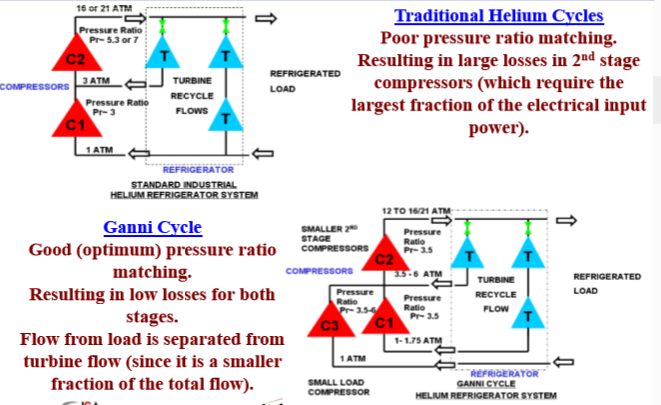 16 or 21 ATM
Pressure Ratio
Pr~ 5.3 or 7
C2
T
T
COMPRESSORS
3 ATM
TURBINE
RECYCLE
FLOWS
REFRIGERATED
LOAD
Pressure Ratio
Pr~ 3
C1
T
1 ATM
REFRIGERATOR
STANDARD INDUSTRIAL
HELIUM REFRIGERATOR SYSTEM
Traditional Helium Cycles
Poor pressure ratio matching.
Resulting in large losses in 2nd stage
compressors (which require the
largest fraction of the electrical input
power).
Ganni Cycle
Good (optimum) pressure ratio
matching.
Resulting in low losses for both
stages.
Flow from load is separated from
turbine flow (since it is a smaller
fraction of the total flow).
12 TO 16/21 ATM
SMALLER 2ND
STAGE
COMPRESSORS
Pressure
Ratio
Pr~ 3.5
C2
T
T
COMPRESSORS
3.5 - 6 ATM
TURBINE
RECYCLE
FLOW
REFRIGERATED
LOAD
Pressure
Ratio
Pr~ 3.5-6
C3
Pressure
Ratio
Pr~ 3.5
C1
T
1- 1.75 ATM
1 ATM
SMALL LOAD
COMPRESSOR
REFRIGERATOR
GANNI CYCLE
HELIUM REFRIGERATOR SYSTEM